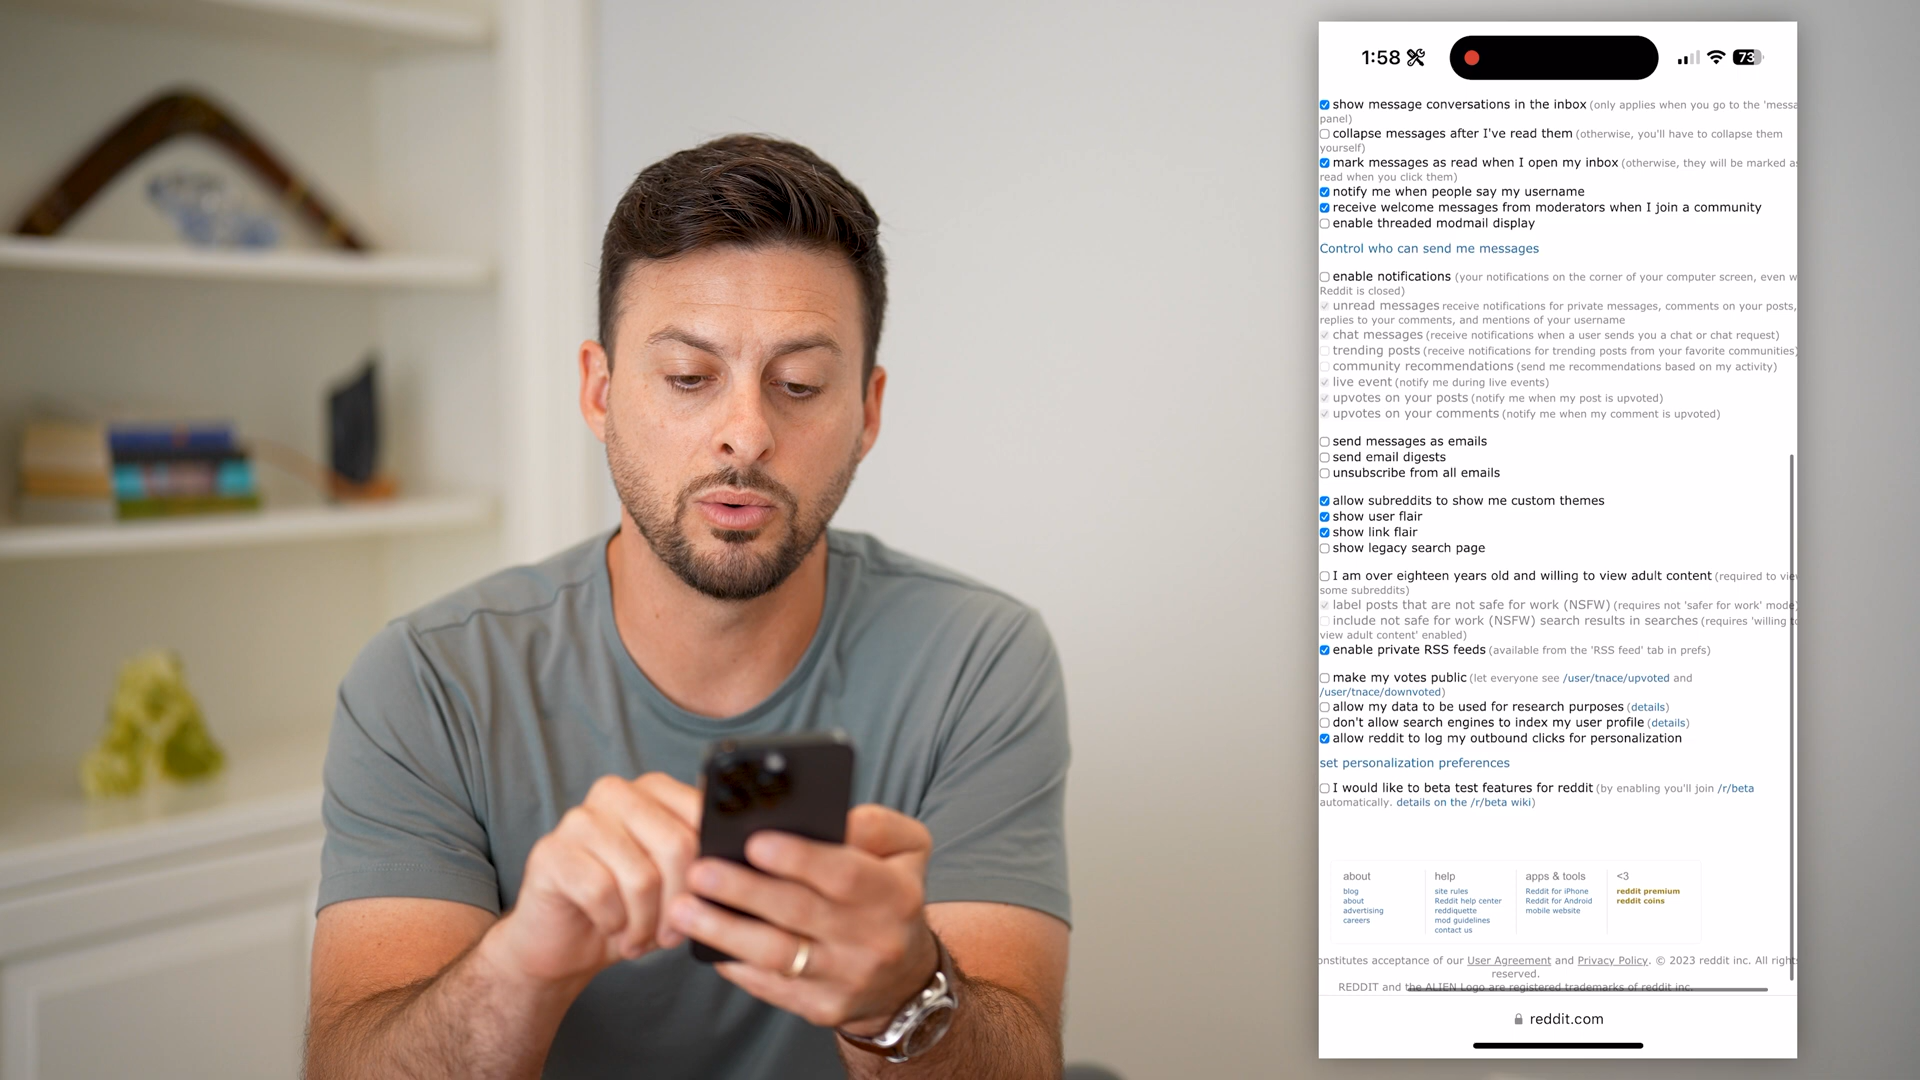 1:58
73
show message conversations in the inbox (only applies when you go to the 'messa
panel)
collapse messages after I've read them (otherwise, you'll have to collapse them
yourself)
mark messages as read when I open my inbox (otherwise, they will be marked as
read when you click them)
notify me when people say my username
receive welcome messages from moderators when I join a community
enable threaded modmail display
Control who can send me messages
enable notifications (your notifications on the corner of your computer screen, even w
Reddit is closed)
unread messages receive notifications for private messages, comments on your posts,
replies to your comments, and mentions of your username
chat messages (receive notifications when a user sends you a chat or chat request)
trending posts (receive notifications for trending posts from your favorite communities)
community recommendations (send me recommendations based on my activity)
live event (notify me during live events)
upvotes on your posts (notify me when my post is upvoted)
upvotes on your comments (notify me when my comment is upvoted)
send messages as emails
send email digests
unsubscribe from all emails
allow subreddits to show me custom themes
show user flair
show link flair
show legacy search page
I am over eighteen years old and willing to view adult content (required to vie
some subreddits)
label posts that are not safe for work (NSFW) (requires not 'safer for work' mode)
include not safe for work (NSFW) search results in searches (requires 'willing to
view adult content' enabled)
enable private RSS feeds (available from the 'RSS feed' tab in prefs)
make my votes public (let everyone see /user/tnace/upvoted and
/user/tnace/downvoted)
allow my data to be used for research purposes (details)
don't allow search engines to index my user profile (details)
allow reddit to log my outbound clicks for personalization
set personalization preferences
I would like to beta test features for reddit (by enabling you'll join /r/beta
automatically. details on the /r/beta wiki)
about
blog
about
advertising
careers
help
site rules
Reddit help center
reddiquette
mod guidelines
contact us
apps & tools
Reddit for iPhone
Reddit for Android
mobile website
<3
reddit premium
reddit coins
onstitutes acceptance of our User Agreement and Privacy Policy. © 2023 reddit inc. All rights
reserved.
REDDIT and the ALIEN Logo are registered trademarks of reddit inc.
reddit.com